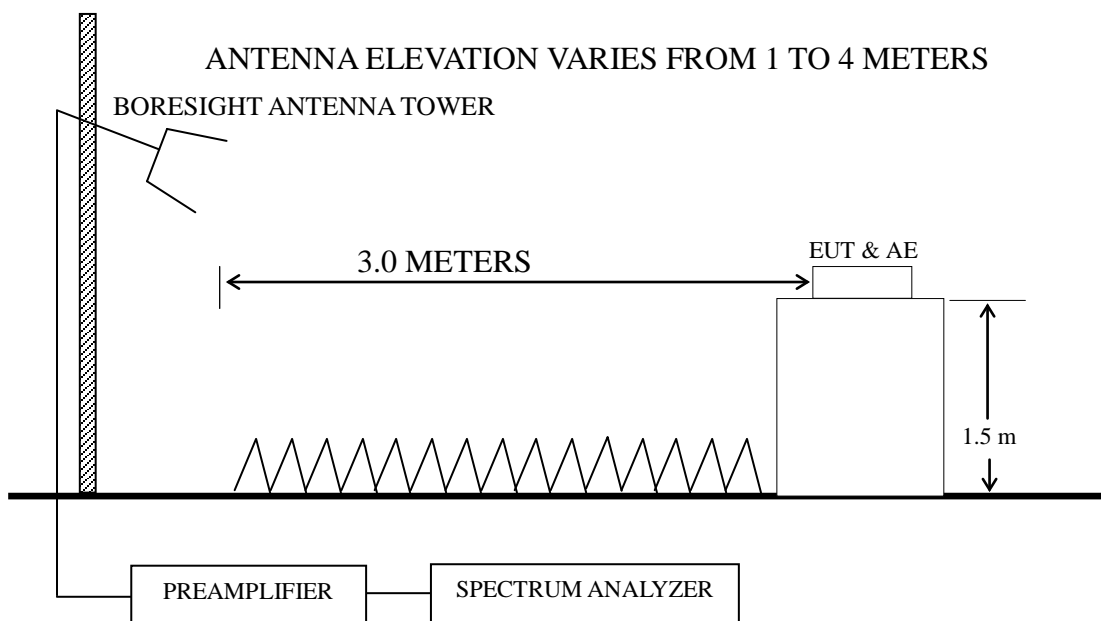 ANTENNA ELEVATION VARIES FROM 1 TO 4 METERS
BORESIGHT ANTENNA TOWER
EUT & AE
3.0 METERS
1.5 m
PREAMPLIFIER
SPECTRUM ANALYZER